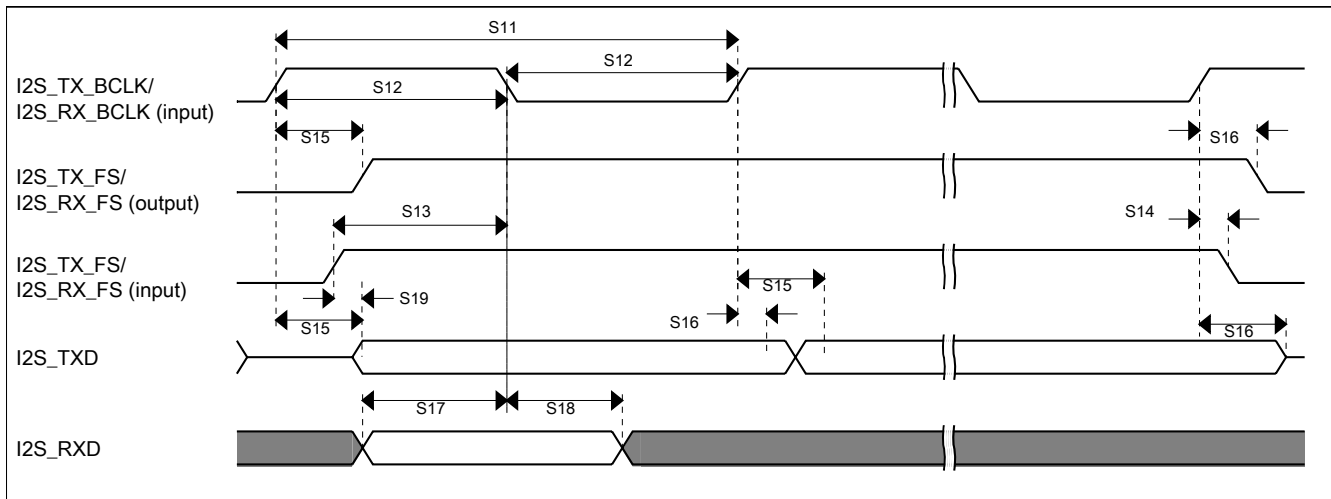 S11
I2S_TX_BCLK/
I2S_RX_BCLK (input)
S12
S12
S15
S16
I2S_TX_FS/
I2S_RX_FS (output)
S13
S14
I2S_TX_FS/
I2S_RX_FS (input)
S19
S15
S15
S16
S16
I2S_TXD
S17
S18
I2S_RXD